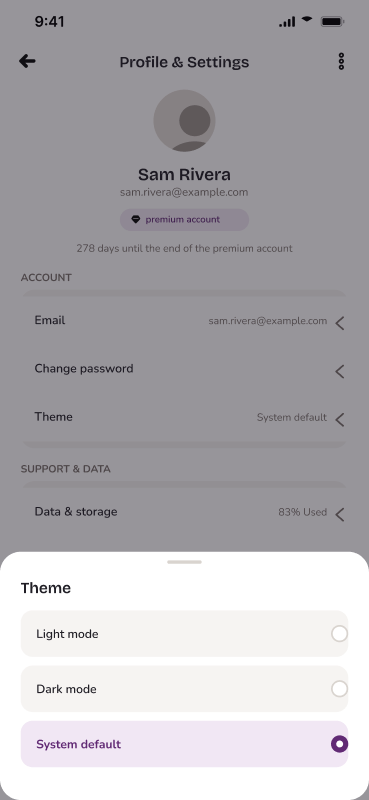 9:41
Profile & Settings
Sam Rivera
sam.rivera@example.com
premium account
278 days until the end of the premium account
ACCOUNT
Email sam.rivera@example.com
Change password
Theme System default
SUPPORT & DATA
Data & storage 83% Used
Theme
Light mode
Dark mode
System default